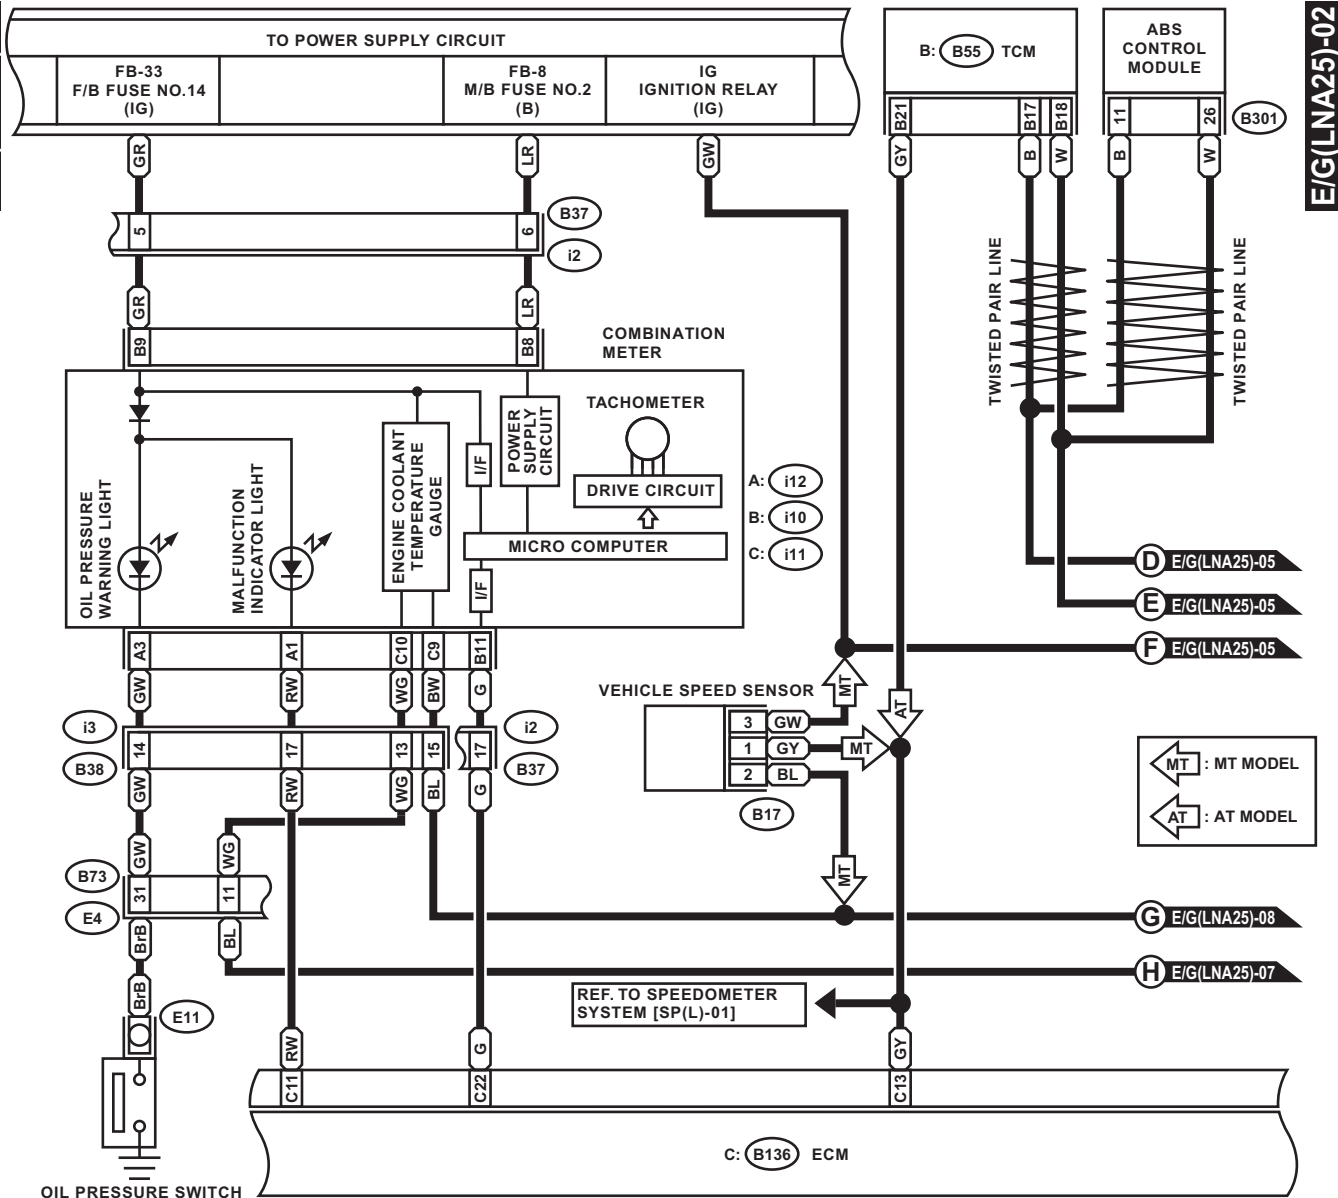 E/G(LNA25)-02
TO POWER SUPPLY CIRCUIT
FB-33
F/B FUSE NO.14
(IG)
FB-8
M/B FUSE NO.2
(B)
IG
IGNITION RELAY
(IG)
B: B55 TCM
ABS
CONTROL
MODULE
B21
B17
B18
11
26
B301
GR
LR
GW
GY
B
W
B
W
5
6
B37
i2
GR
LR
TWISTED PAIR LINE
TWISTED PAIR LINE
B9
B8
COMBINATION
METER
OIL PRESSURE
WARNING LIGHT
MALFUNCTION
INDICATOR LIGHT
ENGINE COOLANT
TEMPERATURE
GAUGE
I/F
POWER
SUPPLY
CIRCUIT
TACHOMETER
DRIVE CIRCUIT
MICRO COMPUTER
I/F
A: i12
B: i10
C: i11
D E/G(LNA25)-05
E E/G(LNA25)-05
F E/G(LNA25)-05
A3
A1
C10
C9
B11
GW
RW
WG
BW
G
VEHICLE SPEED SENSOR
MT
AT
3 GW
1 GY
MT
2 BL
B17
i3
14
17
13
15
17
i2
B38
B37
GW
RW
WG
BL
G
MT : MT MODEL
AT : AT MODEL
GW
WG
MT
B73
31
11
E4
G E/G(LNA25)-08
BrB
BL
H E/G(LNA25)-07
BrB
E11
REF. TO SPEEDOMETER
SYSTEM [SP(L)-01]
RW
G
GY
C11
C22
C13
C: B136 ECM
OIL PRESSURE SWITCH